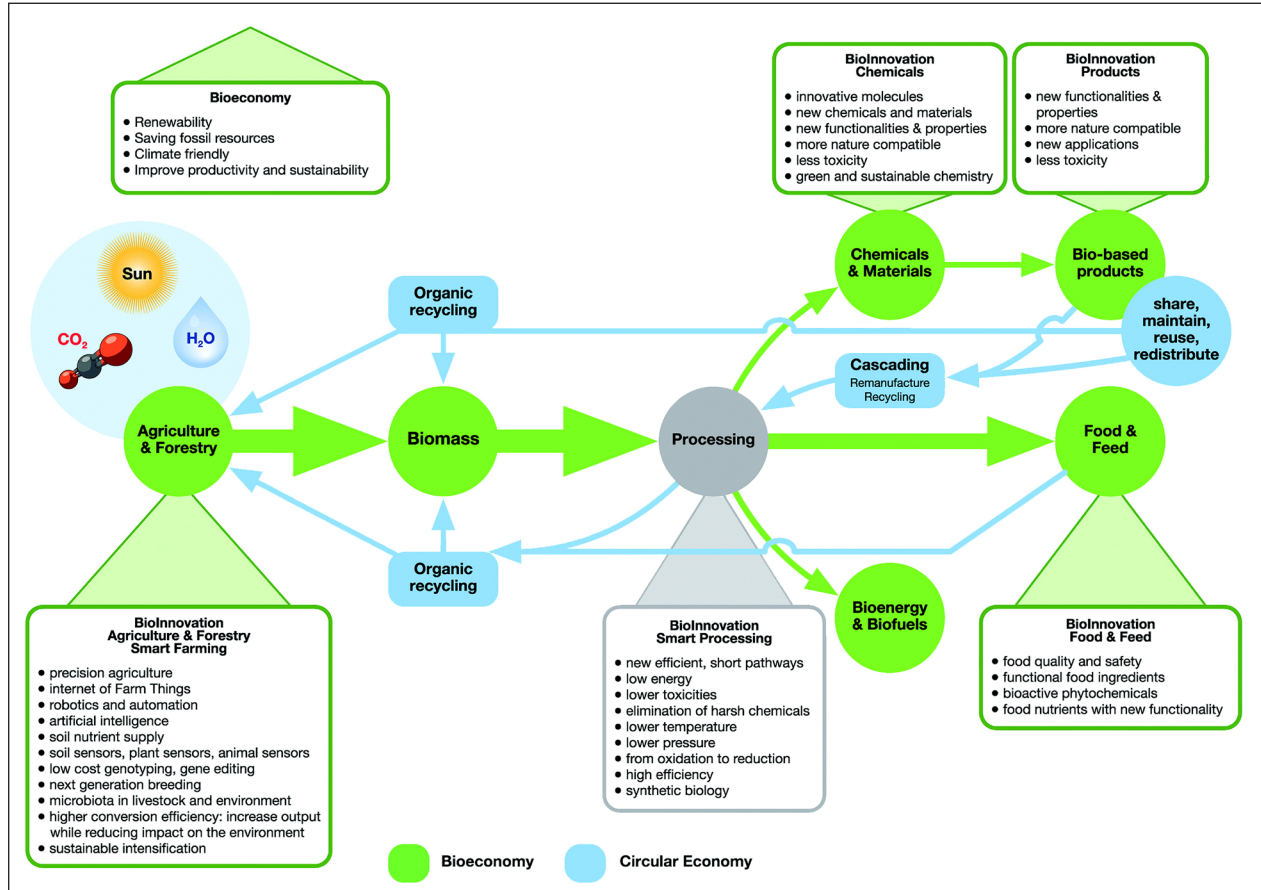 Bioeconomy
• Renewability
• Saving fossil resources
• Climate friendly
• Improve productivity and sustainability
BioInnovation
Chemicals
• innovative molecules
• new chemicals and materials
• new functionalities & properties
• more nature compatible
• less toxicity
• green and sustainable chemistry
BioInnovation
Products
• new functionalities &
properties
• more nature compatible
• new applications
• less toxicity
Sun
CO₂
H₂O
Organic
recycling
Chemicals
& Materials
Bio-based
products
share,
maintain,
reuse,
redistribute
Cascading
Remanufacture
Recycling
Agriculture
& Forestry
Biomass
Processing
Food &
Feed
Organic
recycling
Bioenergy
& Biofuels
BioInnovation
Agriculture & Forestry
Smart Farming
• precision agriculture
• internet of Farm Things
• robotics and automation
• artificial intelligence
• soil nutrient supply
• soil sensors, plant sensors, animal sensors
• low cost genotyping, gene editing
• next generation breeding
• microbiota in livestock and environment
• higher conversion efficiency: increase output
while reducing impact on the environment
• sustainable intensification
BioInnovation
Smart Processing
• new efficient, short pathways
• low energy
• lower toxicities
• elimination of harsh chemicals
• lower temperature
• lower pressure
• from oxidation to reduction
• high efficiency
• synthetic biology
BioInnovation
Food & Feed
• food quality and safety
• functional food ingredients
• bioactive phytochemicals
• food nutrients with new functionality
Bioeconomy
Circular Economy